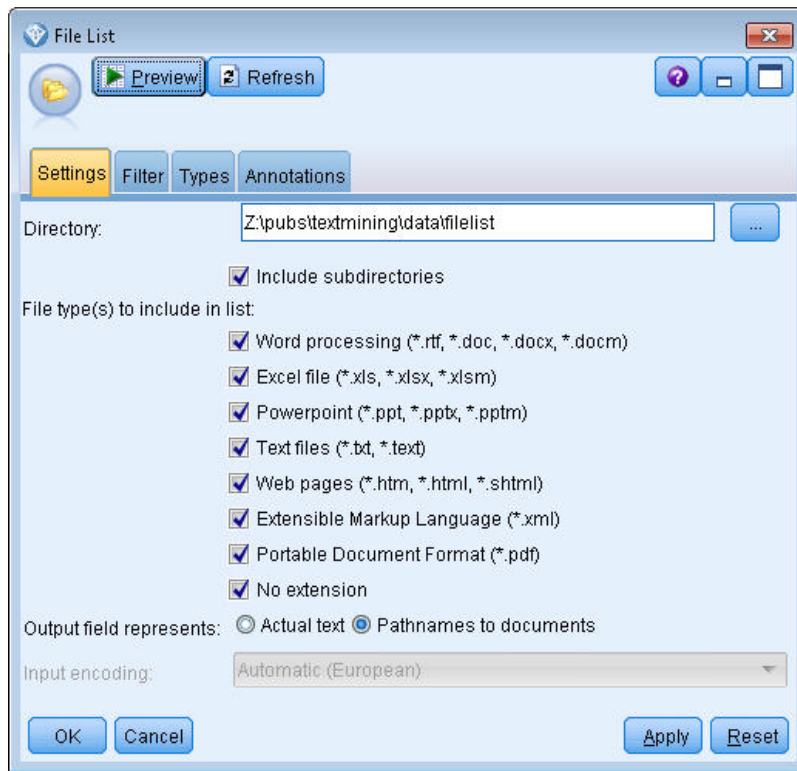 File List
Preview Refresh
Settings Filter Types Annotations
Directory: Z:\pubs\textmining\data\filelist ...
Include subdirectories
File type(s) to include in list:
Word processing (*.rtf, *.doc, *.docx, *.docm)
Excel file (*.xls, *.xlsx, *.xlsm)
Powerpoint (*.ppt, *.pptx, *.pptm)
Text files (*.txt, *.text)
Web pages (*.htm, *.html, *.shtml)
Extensible Markup Language (*.xml)
Portable Document Format (*.pdf)
No extension
Output field represents: Actual text Pathnames to documents
Input encoding: Automatic (European)
OK Cancel Apply Reset